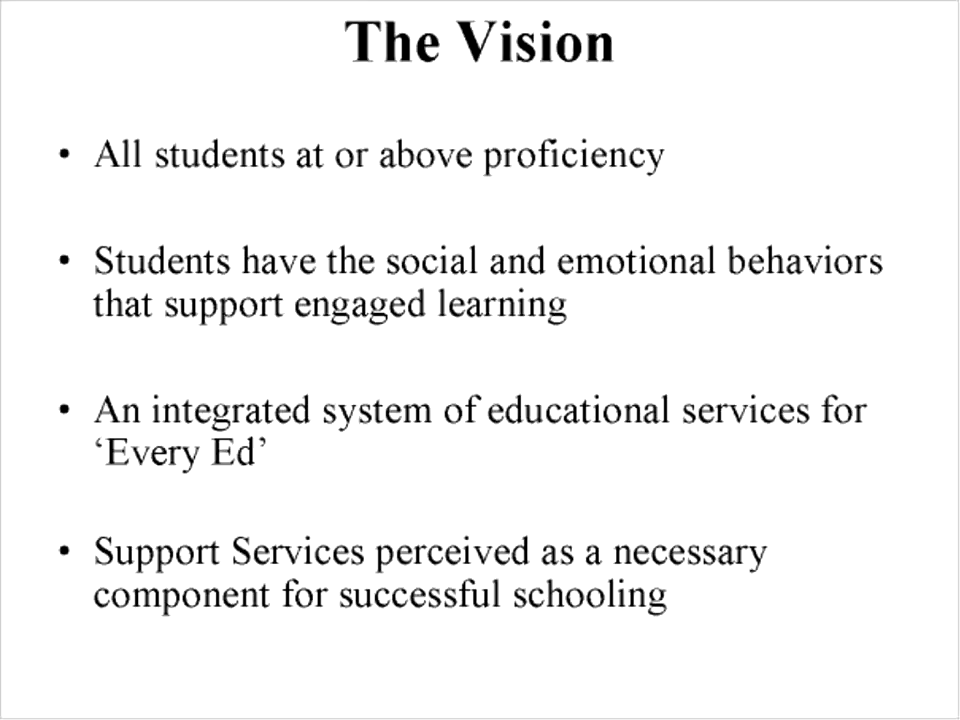 The Vision
• All students at or above proficiency
• Students have the social and emotional behaviors
that support engaged learning
• An integrated system of educational services for
‘Every Ed’
• Support Services perceived as a necessary
component for successful schooling